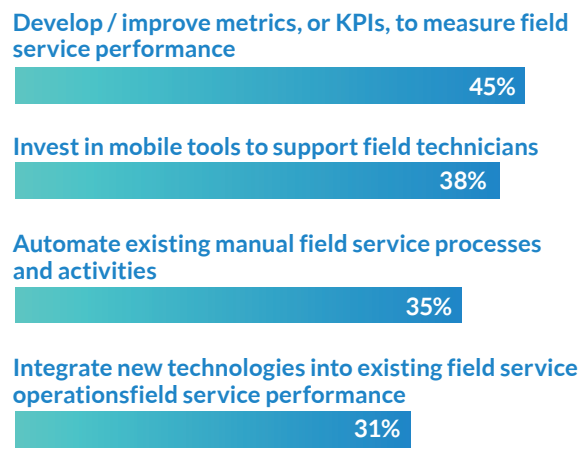 Develop / improve metrics, or KPIs, to measure field
service performance
45%
Invest in mobile tools to support field technicians
38%
Automate existing manual field service processes
and activities
35%
Integrate new technologies into existing field service
operationsfield service performance
31%